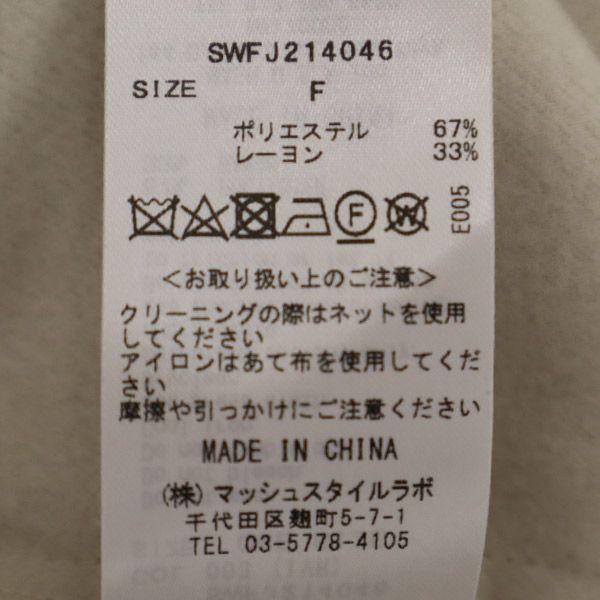 SWFJ214046
SIZE F
ポリエステル 67%
レーヨン 33%
F W E005
<お取り扱い上のご注意>
クリーニングの際はネットを使用
してください
アイロンはあて布を使用してくだ
さい
摩擦や引っかけにご注意ください
MADE IN CHINA
(株)マッシュスタイルラボ
千代田区麹町5-7-1
TEL 03-5778-4105